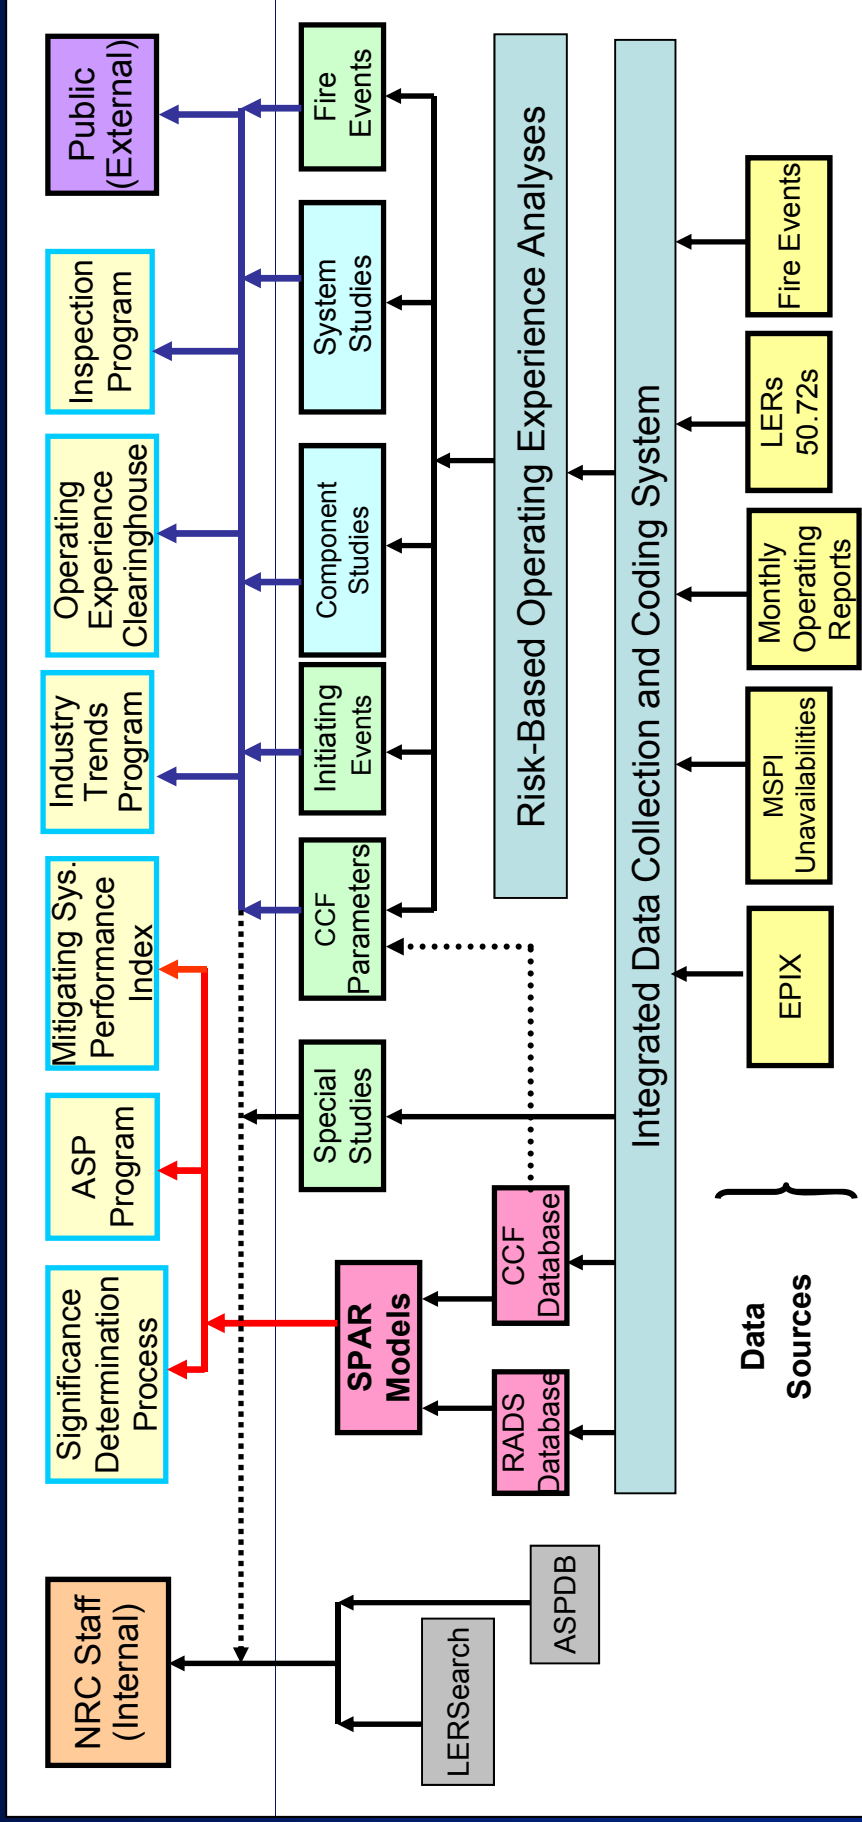 NRC Staff
(Internal)
Significance
Determination
Process
ASP
Program
Mitigating Sys.
Performance
Index
Industry
Trends
Program
Operating
Experience
Clearinghouse
Inspection
Program
Public
(External)
SPAR
Models
Special
Studies
CCF
Parameters
Initiating
Events
Component
Studies
System
Studies
Fire
Events
LERSearch
ASPDB
RADS
Database
CCF
Database
Risk-Based Operating Experience Analyses
Integrated Data Collection and Coding System
Data
Sources
EPIX
MSPI
Unavailabilities
Monthly
Operating
Reports
LERs
50.72s
Fire Events